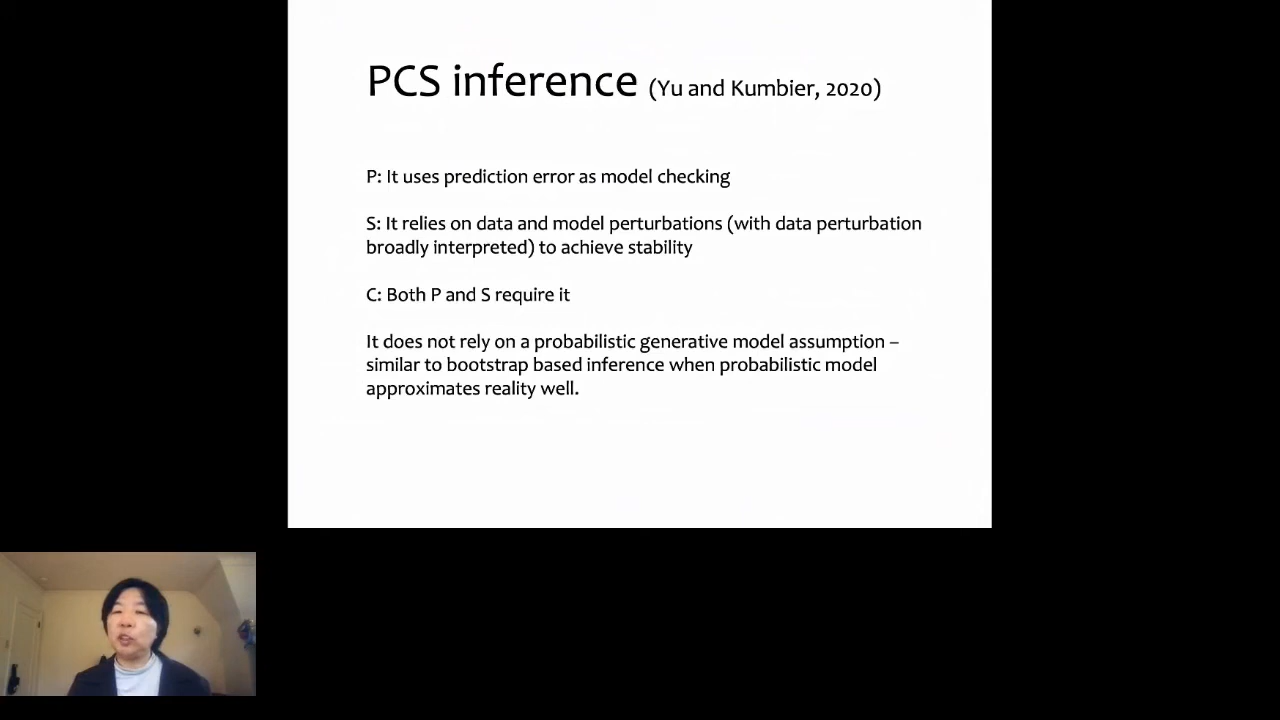 PCS inference (Yu and Kumbier, 2020)
P: It uses prediction error as model checking
S: It relies on data and model perturbations (with data perturbation
broadly interpreted) to achieve stability
C: Both P and S require it
It does not rely on a probabilistic generative model assumption –
similar to bootstrap based inference when probabilistic model
approximates reality well.